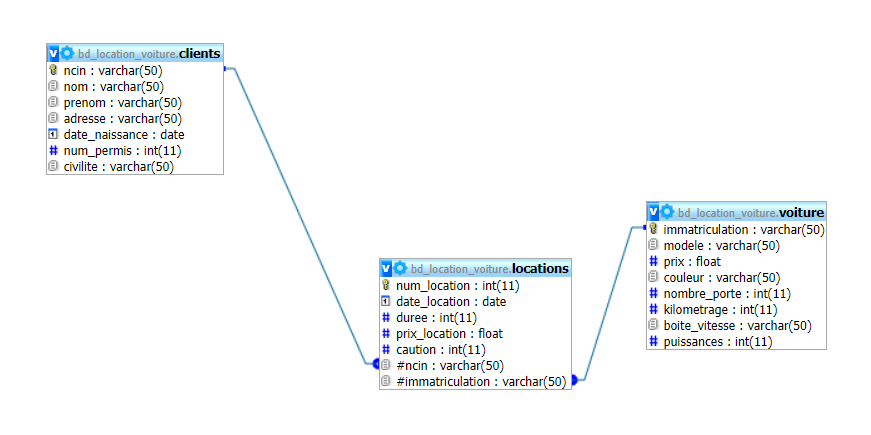 bd_location_voiture.clients
ncin : varchar(50)
nom : varchar(50)
prenom : varchar(50)
adresse : varchar(50)
date_naissance : date
num_permis : int(11)
civilite : varchar(50)
bd_location_voiture.locations
num_location : int(11)
date_location : date
duree : int(11)
prix_location : float
caution : int(11)
#ncin : varchar(50)
#immatriculation : varchar(50)
bd_location_voiture.voiture
immatriculation : varchar(50)
modele : varchar(50)
prix : float
couleur : varchar(50)
nombre_porte : int(11)
kilometrage : int(11)
boite_vitesse : varchar(50)
puissances : int(11)